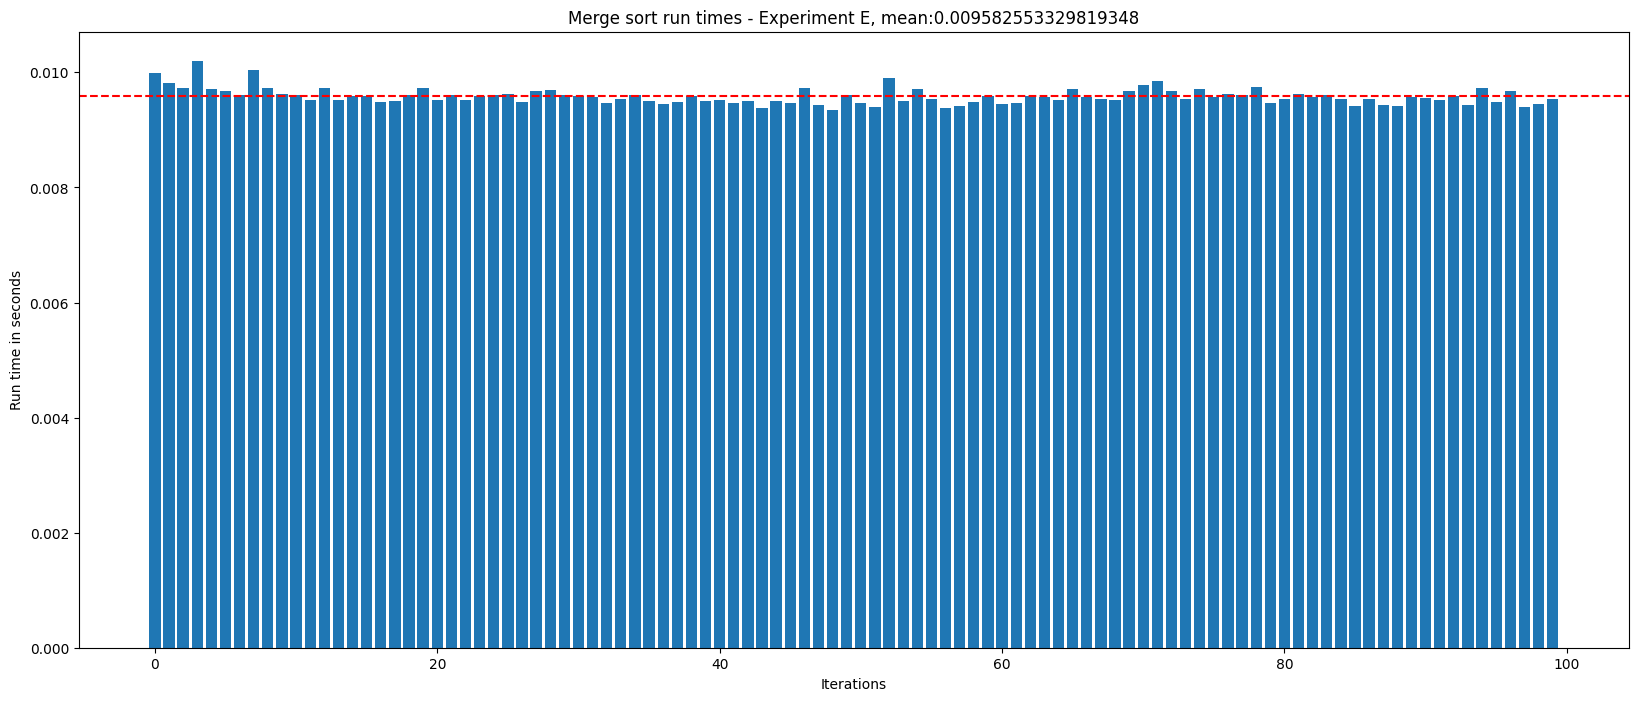 Merge sort run times - Experiment E, mean:0.009582553329819348
0.010
0.008
0.006
0.004
0.002
0.000
Run time in seconds
0 20 40 60 80 100
Iterations